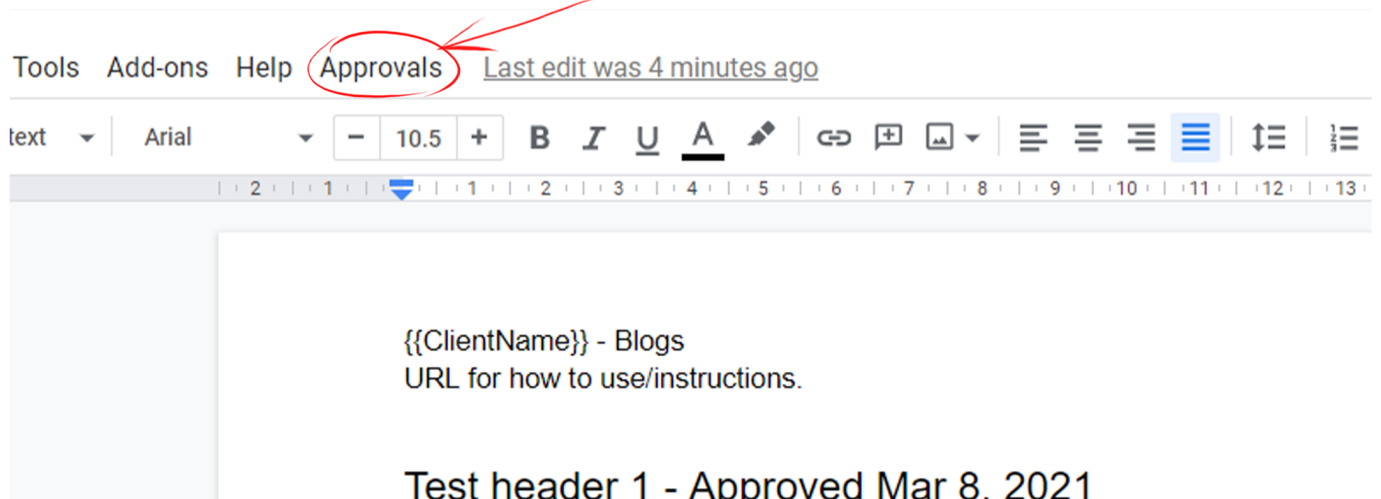 Tools Add-ons Help Approvals Last edit was 4 minutes ago
text Arial − 10.5 + B I U A
2 1 1 2 3 4 5 6 7 8 9 10 11 12 13
{{ClientName}} - Blogs
URL for how to use/instructions.
Test header 1 - Approved Mar 8, 2021